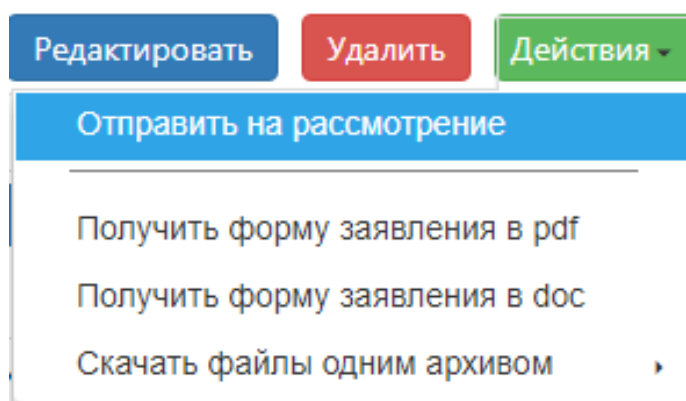 Редактировать Удалить Действия
Отправить на рассмотрение
Получить форму заявления в pdf
Получить форму заявления в doc
Скачать файлы одним архивом